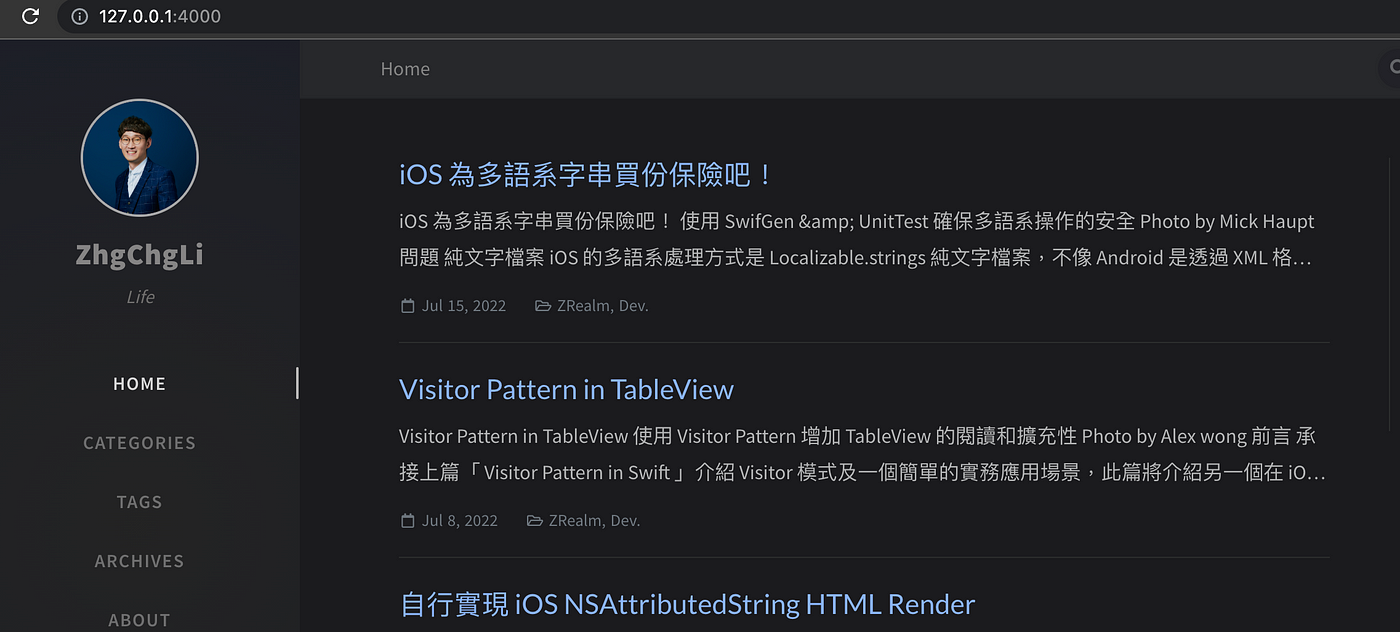 127.0.0.1:4000
Home
ZhgChgLi
Life
HOME
CATEGORIES
TAGS
ARCHIVES
ABOUT
iOS 為多語系字串買份保險吧！
iOS 為多語系字串買份保險吧！ 使用 SwifGen &amp; UnitTest 確保多語系操作的安全 Photo by Mick Haupt
問題 純文字檔案 iOS 的多語系處理方式是 Localizable.strings 純文字檔案，不像 Android 是透過 XML 格…
Jul 15, 2022 ZRealm, Dev.
Visitor Pattern in TableView
Visitor Pattern in TableView 使用 Visitor Pattern 增加 TableView 的閱讀和擴充性 Photo by Alex wong 前言 承
接上篇「 Visitor Pattern in Swift 」介紹 Visitor 模式及一個簡單的實務應用場景，此篇將介紹另一個在 iO…
Jul 8, 2022 ZRealm, Dev.
自行實現 iOS NSAttributedString HTML Render